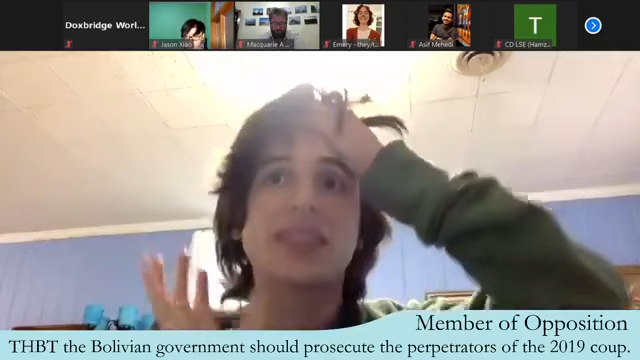 Doxbridge Worl...
Jason Xiao
Macquarie A...
Emery - they/t...
Asif Mehedi
T
CD LSE (Hamz...
Member of Opposition
THBT the Bolivian government should prosecute the perpetrators of the 2019 coup.